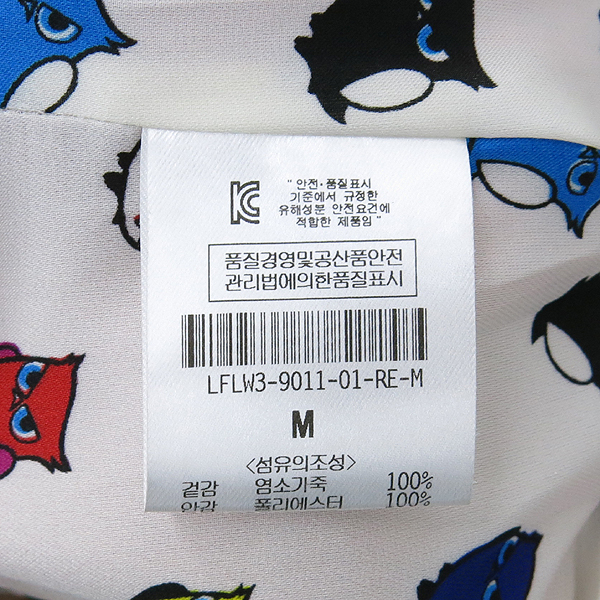 KC
" 안전·품질표시
기준에서 규정한
유해성분 안전요건에
적합한 제품임 "
품질경영및공산품안전
관리법에의한품질표시
LFLW3-9011-01-RE-M
M
<섬유의조성>
겉감 염소기죽 100%
안감 폴리에스터 100%